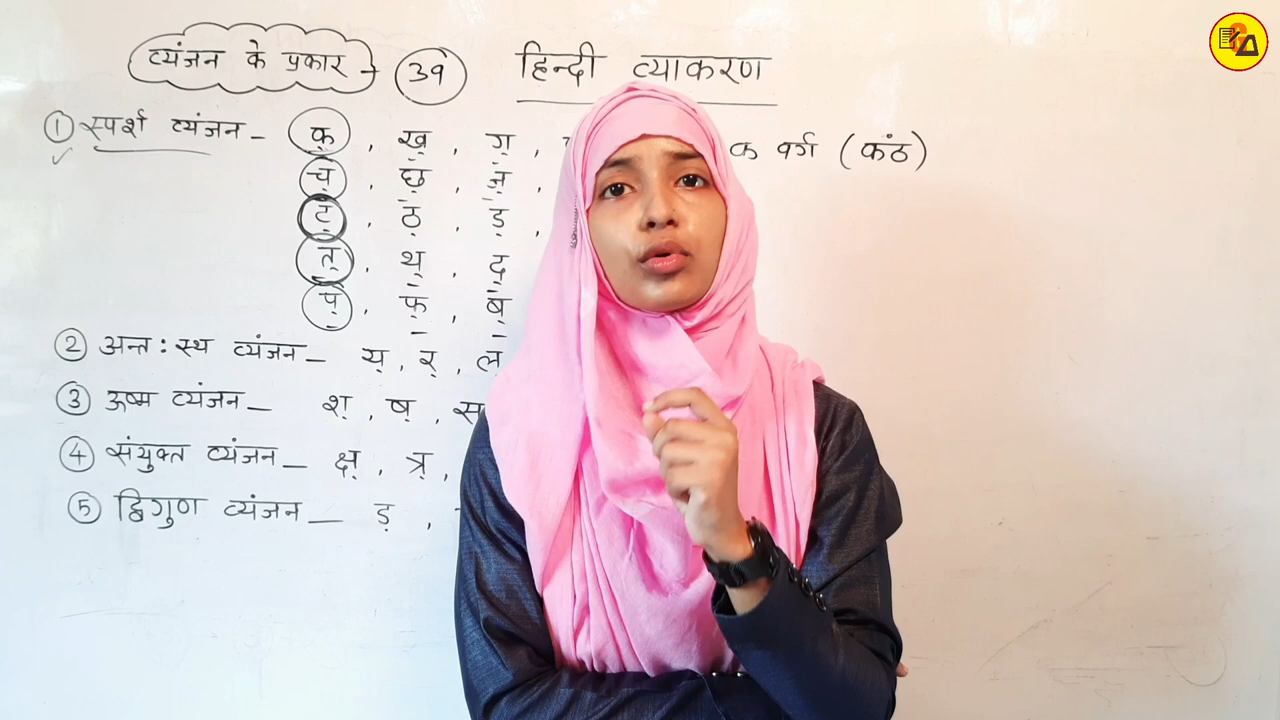 व्यंजन के प्रकार - 39 हिन्दी व्याकरण
① स्पर्श व्यंजन - क् , ख् , ग् , क वर्ग (कंठ)
च् , छ् , ज् ,
ट् , ठ् , ड् ,
त् , थ् , द्
प् , फ् , ब्
② अन्त : स्थ व्यंजन - य् , र् , ल
③ ऊष्म व्यंजन - श् , ष् , स
④ संयुक्त व्यंजन - क्ष् , त्र् ,
⑤ द्विगुण व्यंजन - ड़ ,